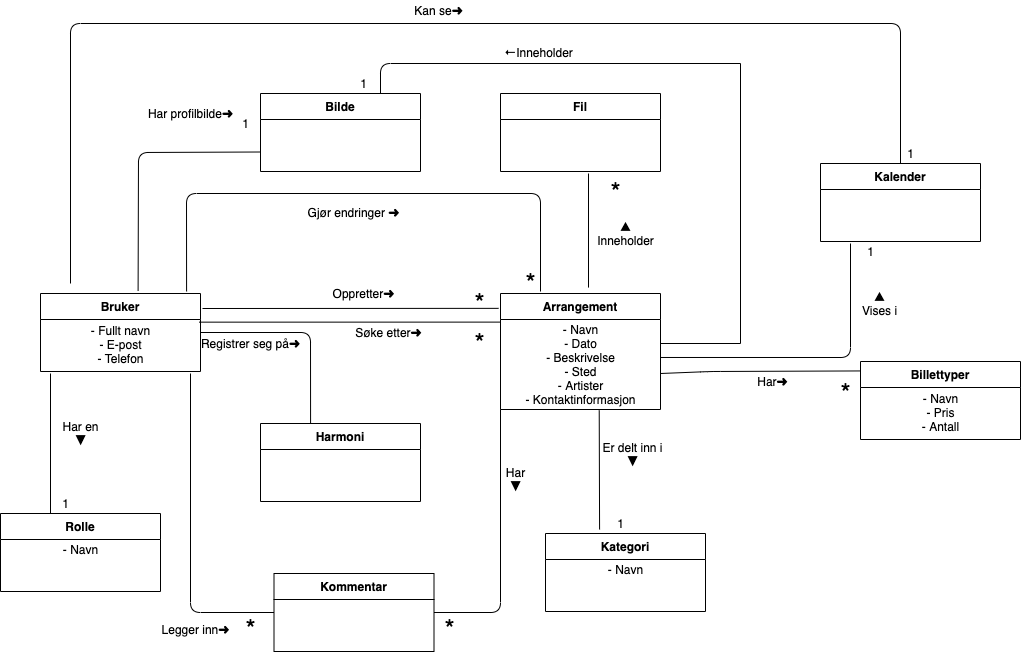 Kan se➜
←Inneholder
1
Bilde
Fil
Har profilbilde➜
1
1
Kalender
*
Gjør endringer ➜
▲
Inneholder
1
*
Oppretter➜
*
▲
Vises i
Bruker
- Fullt navn
- E-post
- Telefon
Arrangement
- Navn
- Dato
- Beskrivelse
- Sted
- Artister
- Kontaktinformasjon
Søke etter➜
*
Registrer seg på➜
Har➜
*
Billettyper
- Navn
- Pris
- Antall
Har en
▼
Harmoni
Er delt inn i
▼
Har
▼
1
Rolle
- Navn
1
Kategori
- Navn
Kommentar
Legger inn➜
*
*